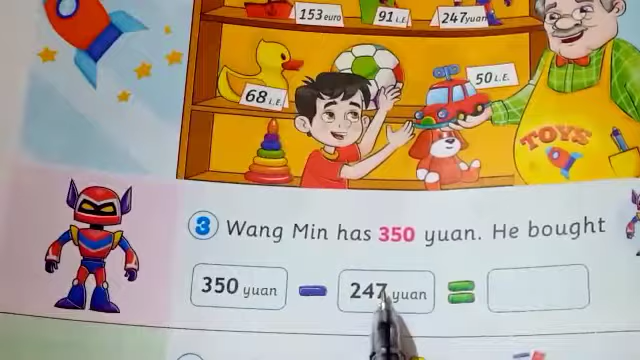 153 euro
91 L.E.
247 yuan
50 L.E.
68 L.E.
TOYS
3 Wang Min has 350 yuan. He bought
350 yuan - 247 yuan =